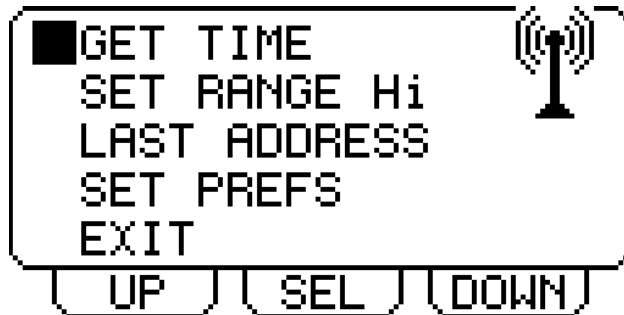 GET TIME
SET RANGE Hi
LAST ADDRESS
SET PREFS
EXIT
UP SEL DOWN